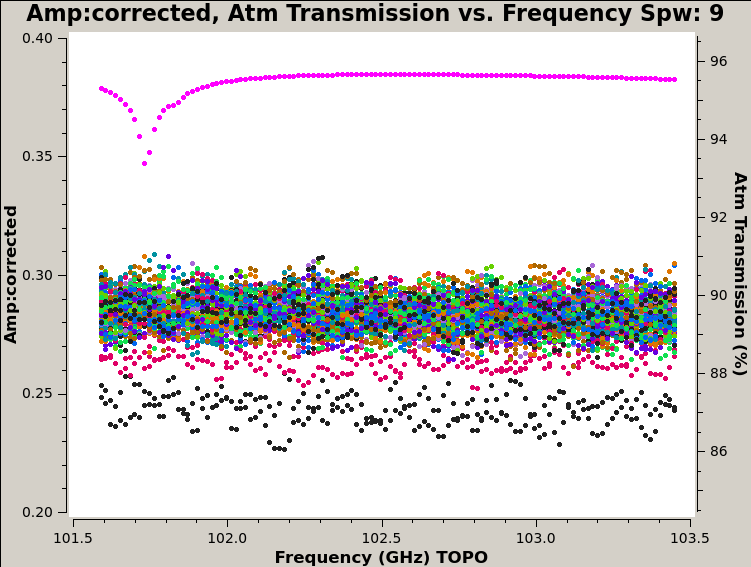 Amp:corrected, Atm Transmission vs. Frequency Spw: 9
0.40
0.35
0.30
0.25
0.20
Amp:corrected
96
94
92
90
88
86
Atm Transmission (%)
101.5 102.0 102.5 103.0 103.5
Frequency (GHz) TOPO